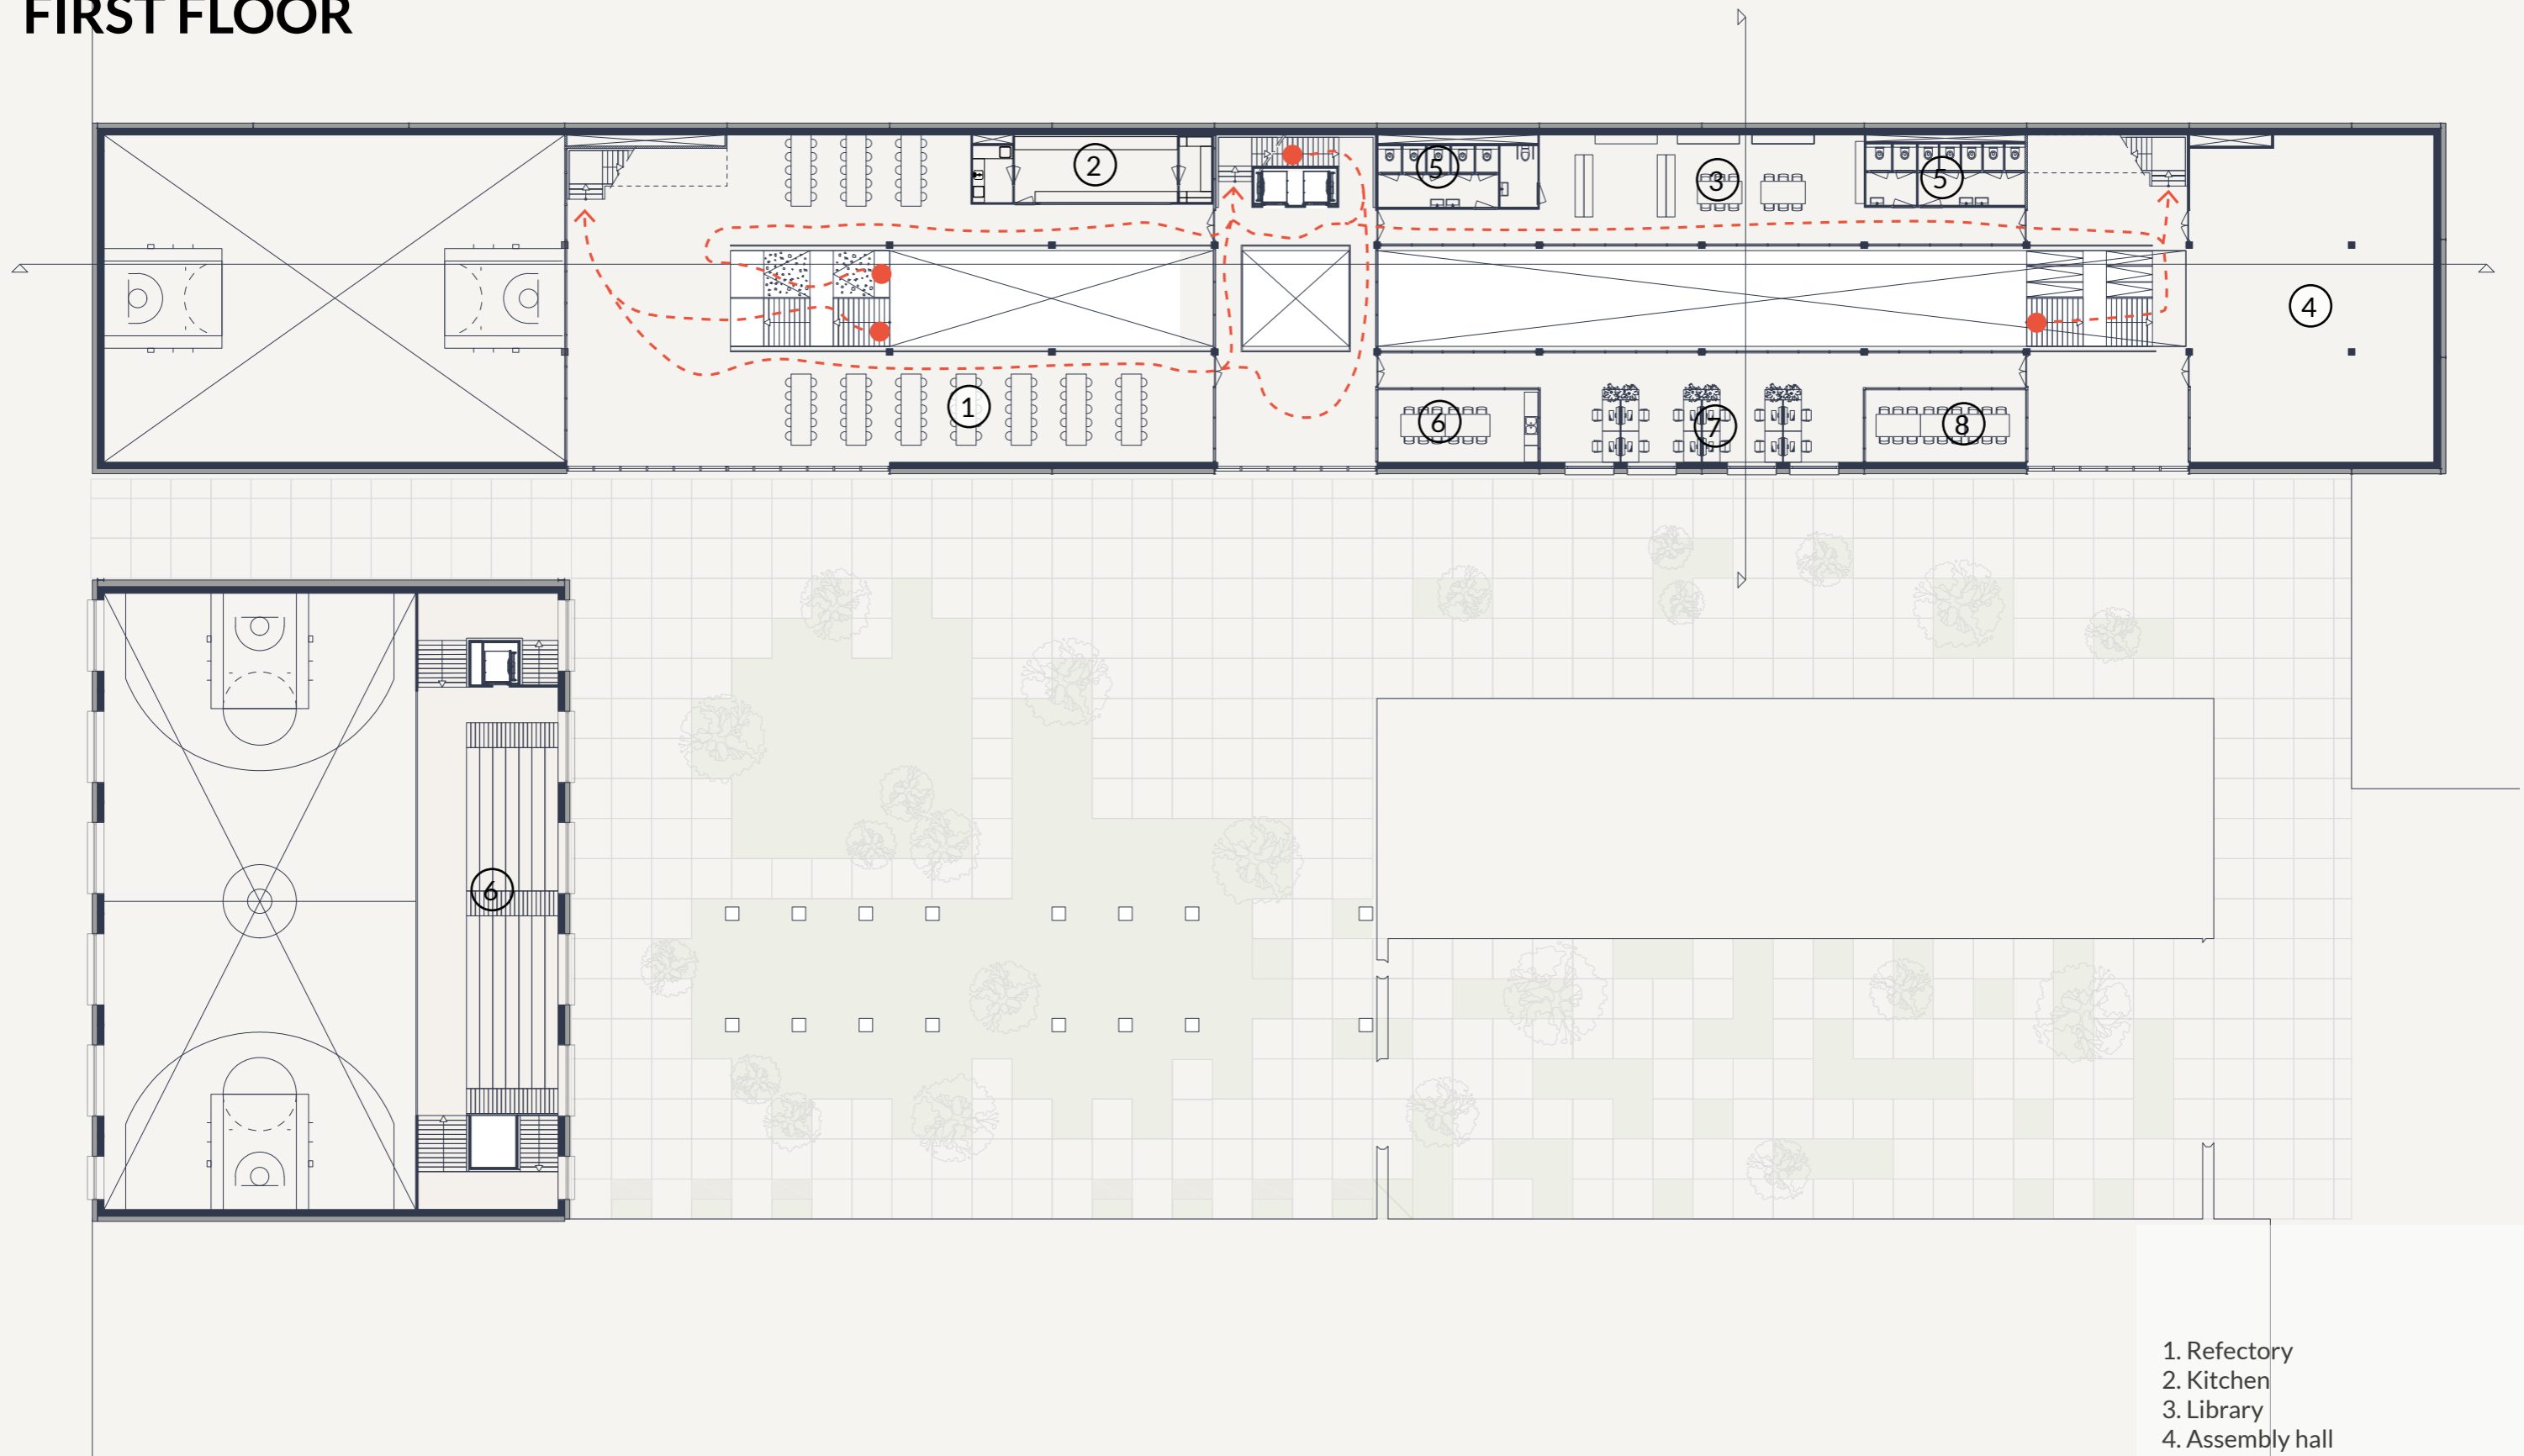 FIRST FLOOR
2
5
3
5
4
1
6
7
8
6
1. Refectory
2. Kitchen
3. Library
4. Assembly hall